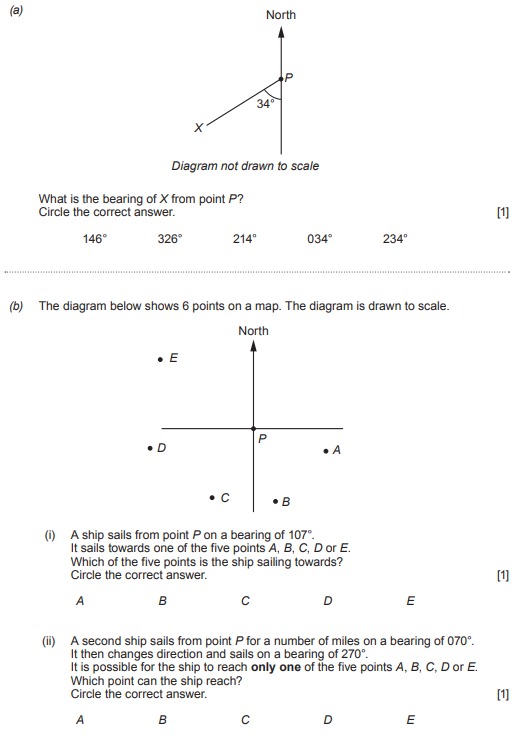 (a)
North
P
34°
X
Diagram not drawn to scale
What is the bearing of X from point P?
Circle the correct answer.
[1]
146° 326° 214° 034° 234°
(b) The diagram below shows 6 points on a map. The diagram is drawn to scale.
North
E
P
D
A
C
B
(i) A ship sails from point P on a bearing of 107°.
It sails towards one of the five points A, B, C, D or E.
Which of the five points is the ship sailing towards?
Circle the correct answer.
[1]
A B C D E
(ii) A second ship sails from point P for a number of miles on a bearing of 070°.
It then changes direction and sails on a bearing of 270°.
It is possible for the ship to reach only one of the five points A, B, C, D or E.
Which point can the ship reach?
Circle the correct answer.
[1]
A B C D E